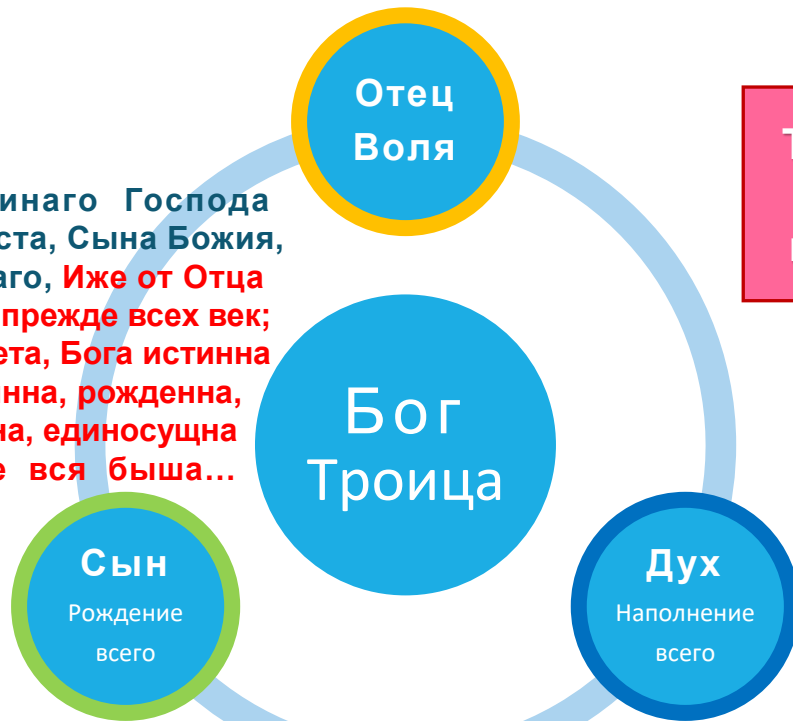 Отец
Воля
инаго Господа
ста, Сына Божия,
аго, Иже от Отца
прежде всех век;
ета, Бога истинна
инна, рожденна,
на, единосущна
е вся быша...
Бог
Троица
Сын
Рождение
всего
Дух
Наполнение
всего